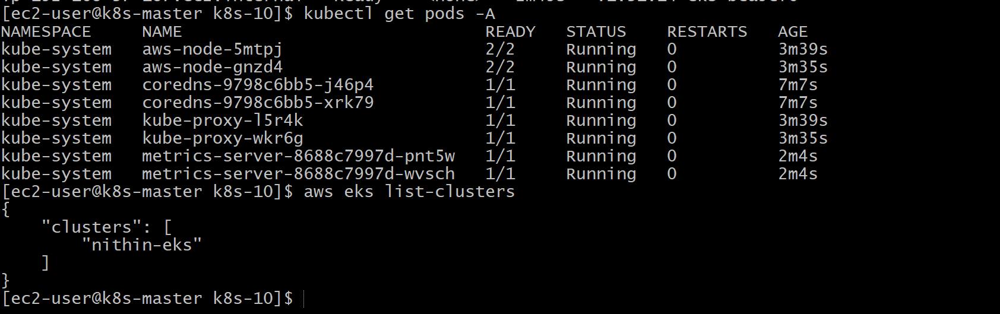 [ec2-user@k8s-master k8s-10]$ kubectl get pods -A
NAMESPACE     NAME                              READY   STATUS    RESTARTS   AGE
kube-system   aws-node-5mtpj                    2/2     Running   0          3m39s
kube-system   aws-node-gnzd4                    2/2     Running   0          3m35s
kube-system   coredns-9798c6bb5-j46p4           1/1     Running   0          7m7s
kube-system   coredns-9798c6bb5-xrk79           1/1     Running   0          7m7s
kube-system   kube-proxy-l5r4k                  1/1     Running   0          3m39s
kube-system   kube-proxy-wkr6g                  1/1     Running   0          3m35s
kube-system   metrics-server-8688c7997d-pnt5w   1/1     Running   0          2m4s
kube-system   metrics-server-8688c7997d-wvsch   1/1     Running   0          2m4s
[ec2-user@k8s-master k8s-10]$ aws eks list-clusters
{
    "clusters": [
        "nithin-eks"
    ]
}
[ec2-user@k8s-master k8s-10]$